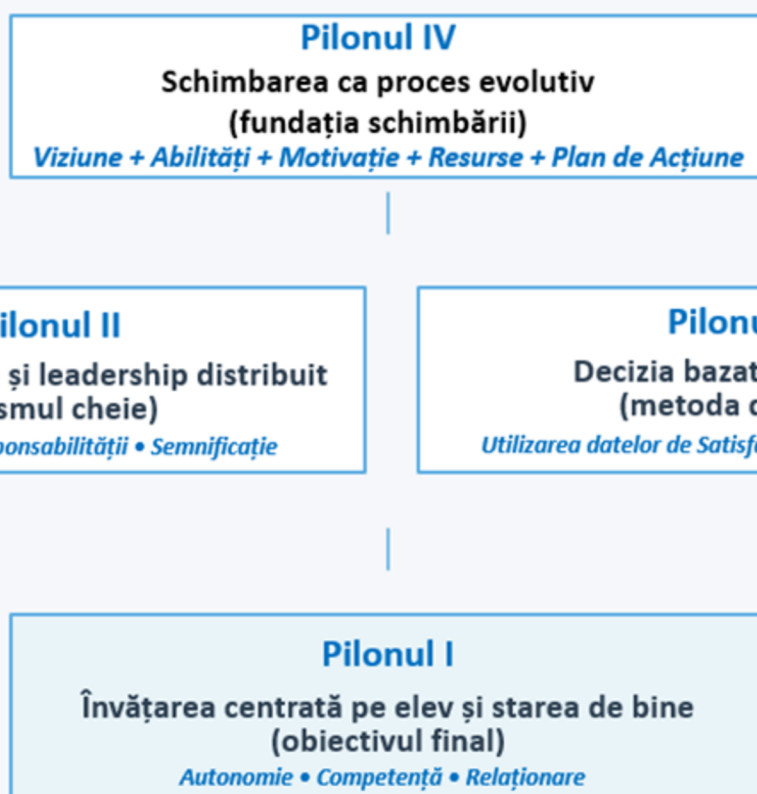 Pilonul IV
Schimbarea ca proces evolutiv
(fundația schimbării)
Viziune + Abilități + Motivație + Resurse + Plan de Acțiune
ilonul II
și leadership distribuit
smul cheie)
ponsabilității • Semnificație
Pilonu
Decizia bazat
(metoda
Utilizarea datelor de Satisf
Pilonul I
Învățarea centrată pe elev și starea de bine
(obiectivul final)
Autonomie • Competență • Relaționare